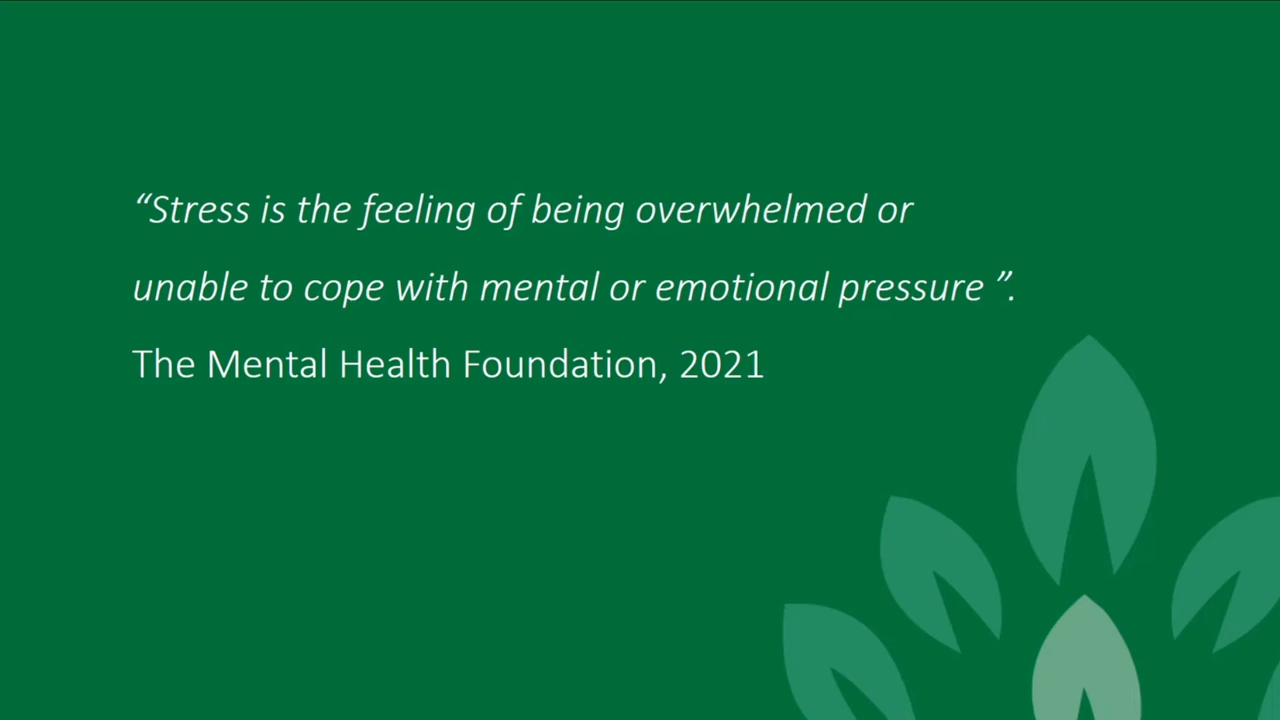 “Stress is the feeling of being overwhelmed or
unable to cope with mental or emotional pressure ”.
The Mental Health Foundation, 2021